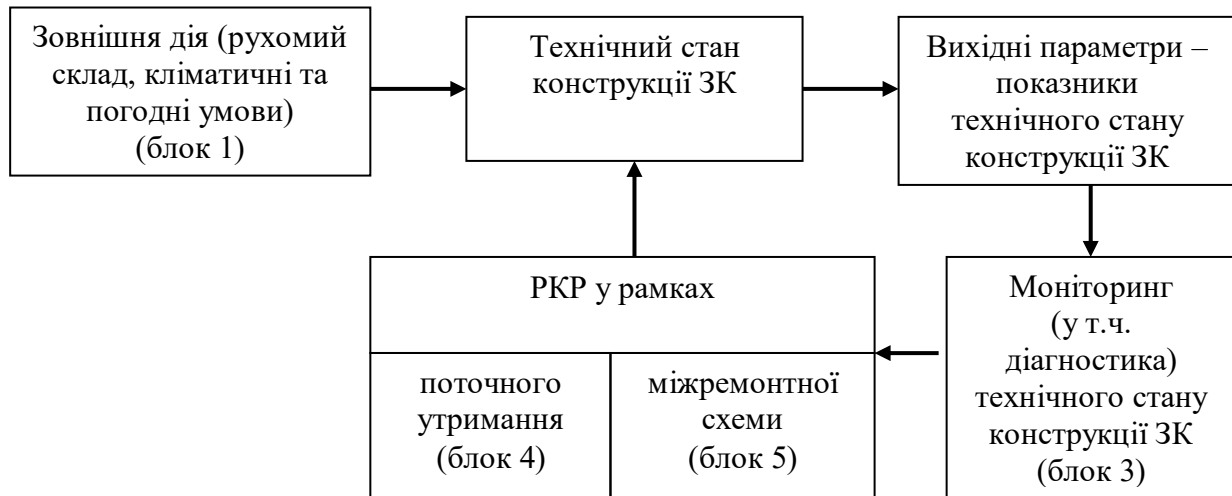 Зовнішня дія (рухомий
склад, кліматичні та
погодні умови)
(блок 1)
Технічний стан
конструкції ЗК
Вихідні параметри –
показники
технічного стану
конструкції ЗК
РКР у рамках
поточного
утримання
(блок 4)
міжремонтної
схеми
(блок 5)
Моніторинг
(у т.ч.
діагностика)
технічного стану
конструкції ЗК
(блок 3)